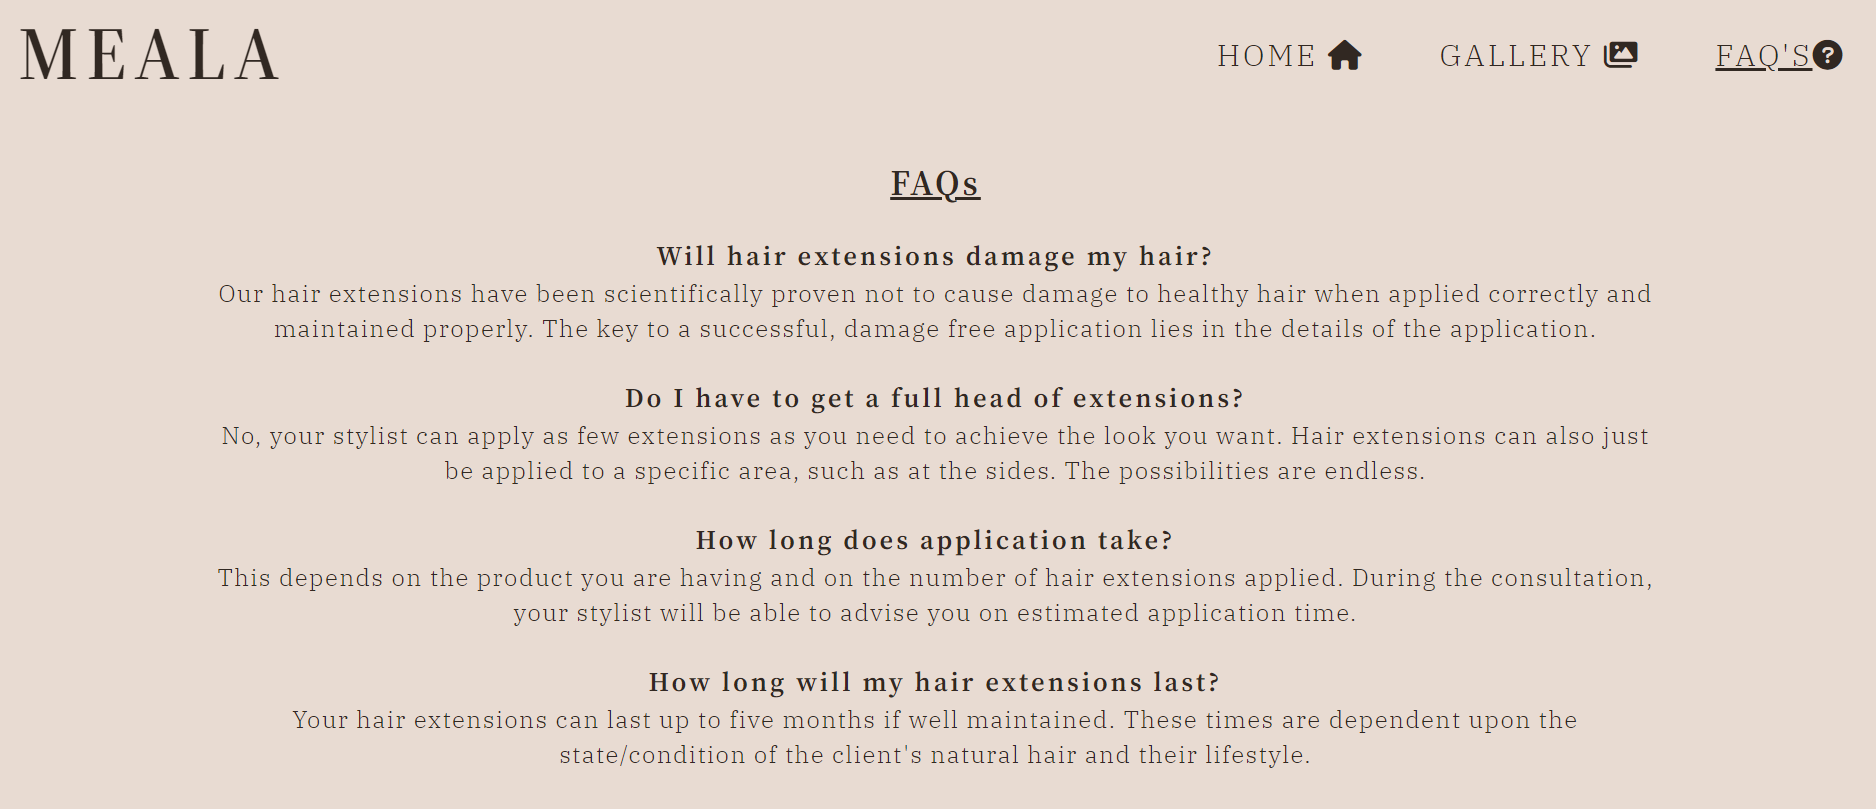 MEALA
HOME
GALLERY
FAQ'S
FAQs
Will hair extensions damage my hair?
Our hair extensions have been scientifically proven not to cause damage to healthy hair when applied correctly and
maintained properly. The key to a successful, damage free application lies in the details of the application.
Do I have to get a full head of extensions?
No, your stylist can apply as few extensions as you need to achieve the look you want. Hair extensions can also just
be applied to a specific area, such as at the sides. The possibilities are endless.
How long does application take?
This depends on the product you are having and on the number of hair extensions applied. During the consultation,
your stylist will be able to advise you on estimated application time.
How long will my hair extensions last?
Your hair extensions can last up to five months if well maintained. These times are dependent upon the
state/condition of the client's natural hair and their lifestyle.